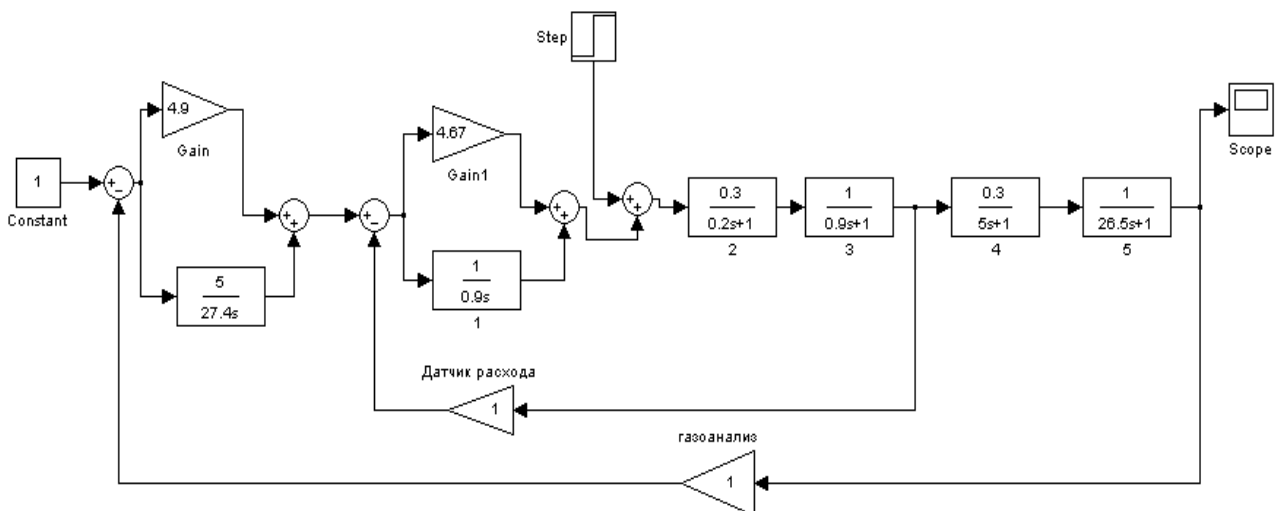 Step
4.9
Gain
4.67
Gain1
Scope
1
Constant
0.3
0.2s+1
2
1
0.9s+1
3
0.3
5s+1
4
1
26.5s+1
5
5
27.4s
1
0.9s
1
Датчик расхода
1
газоанализ
1